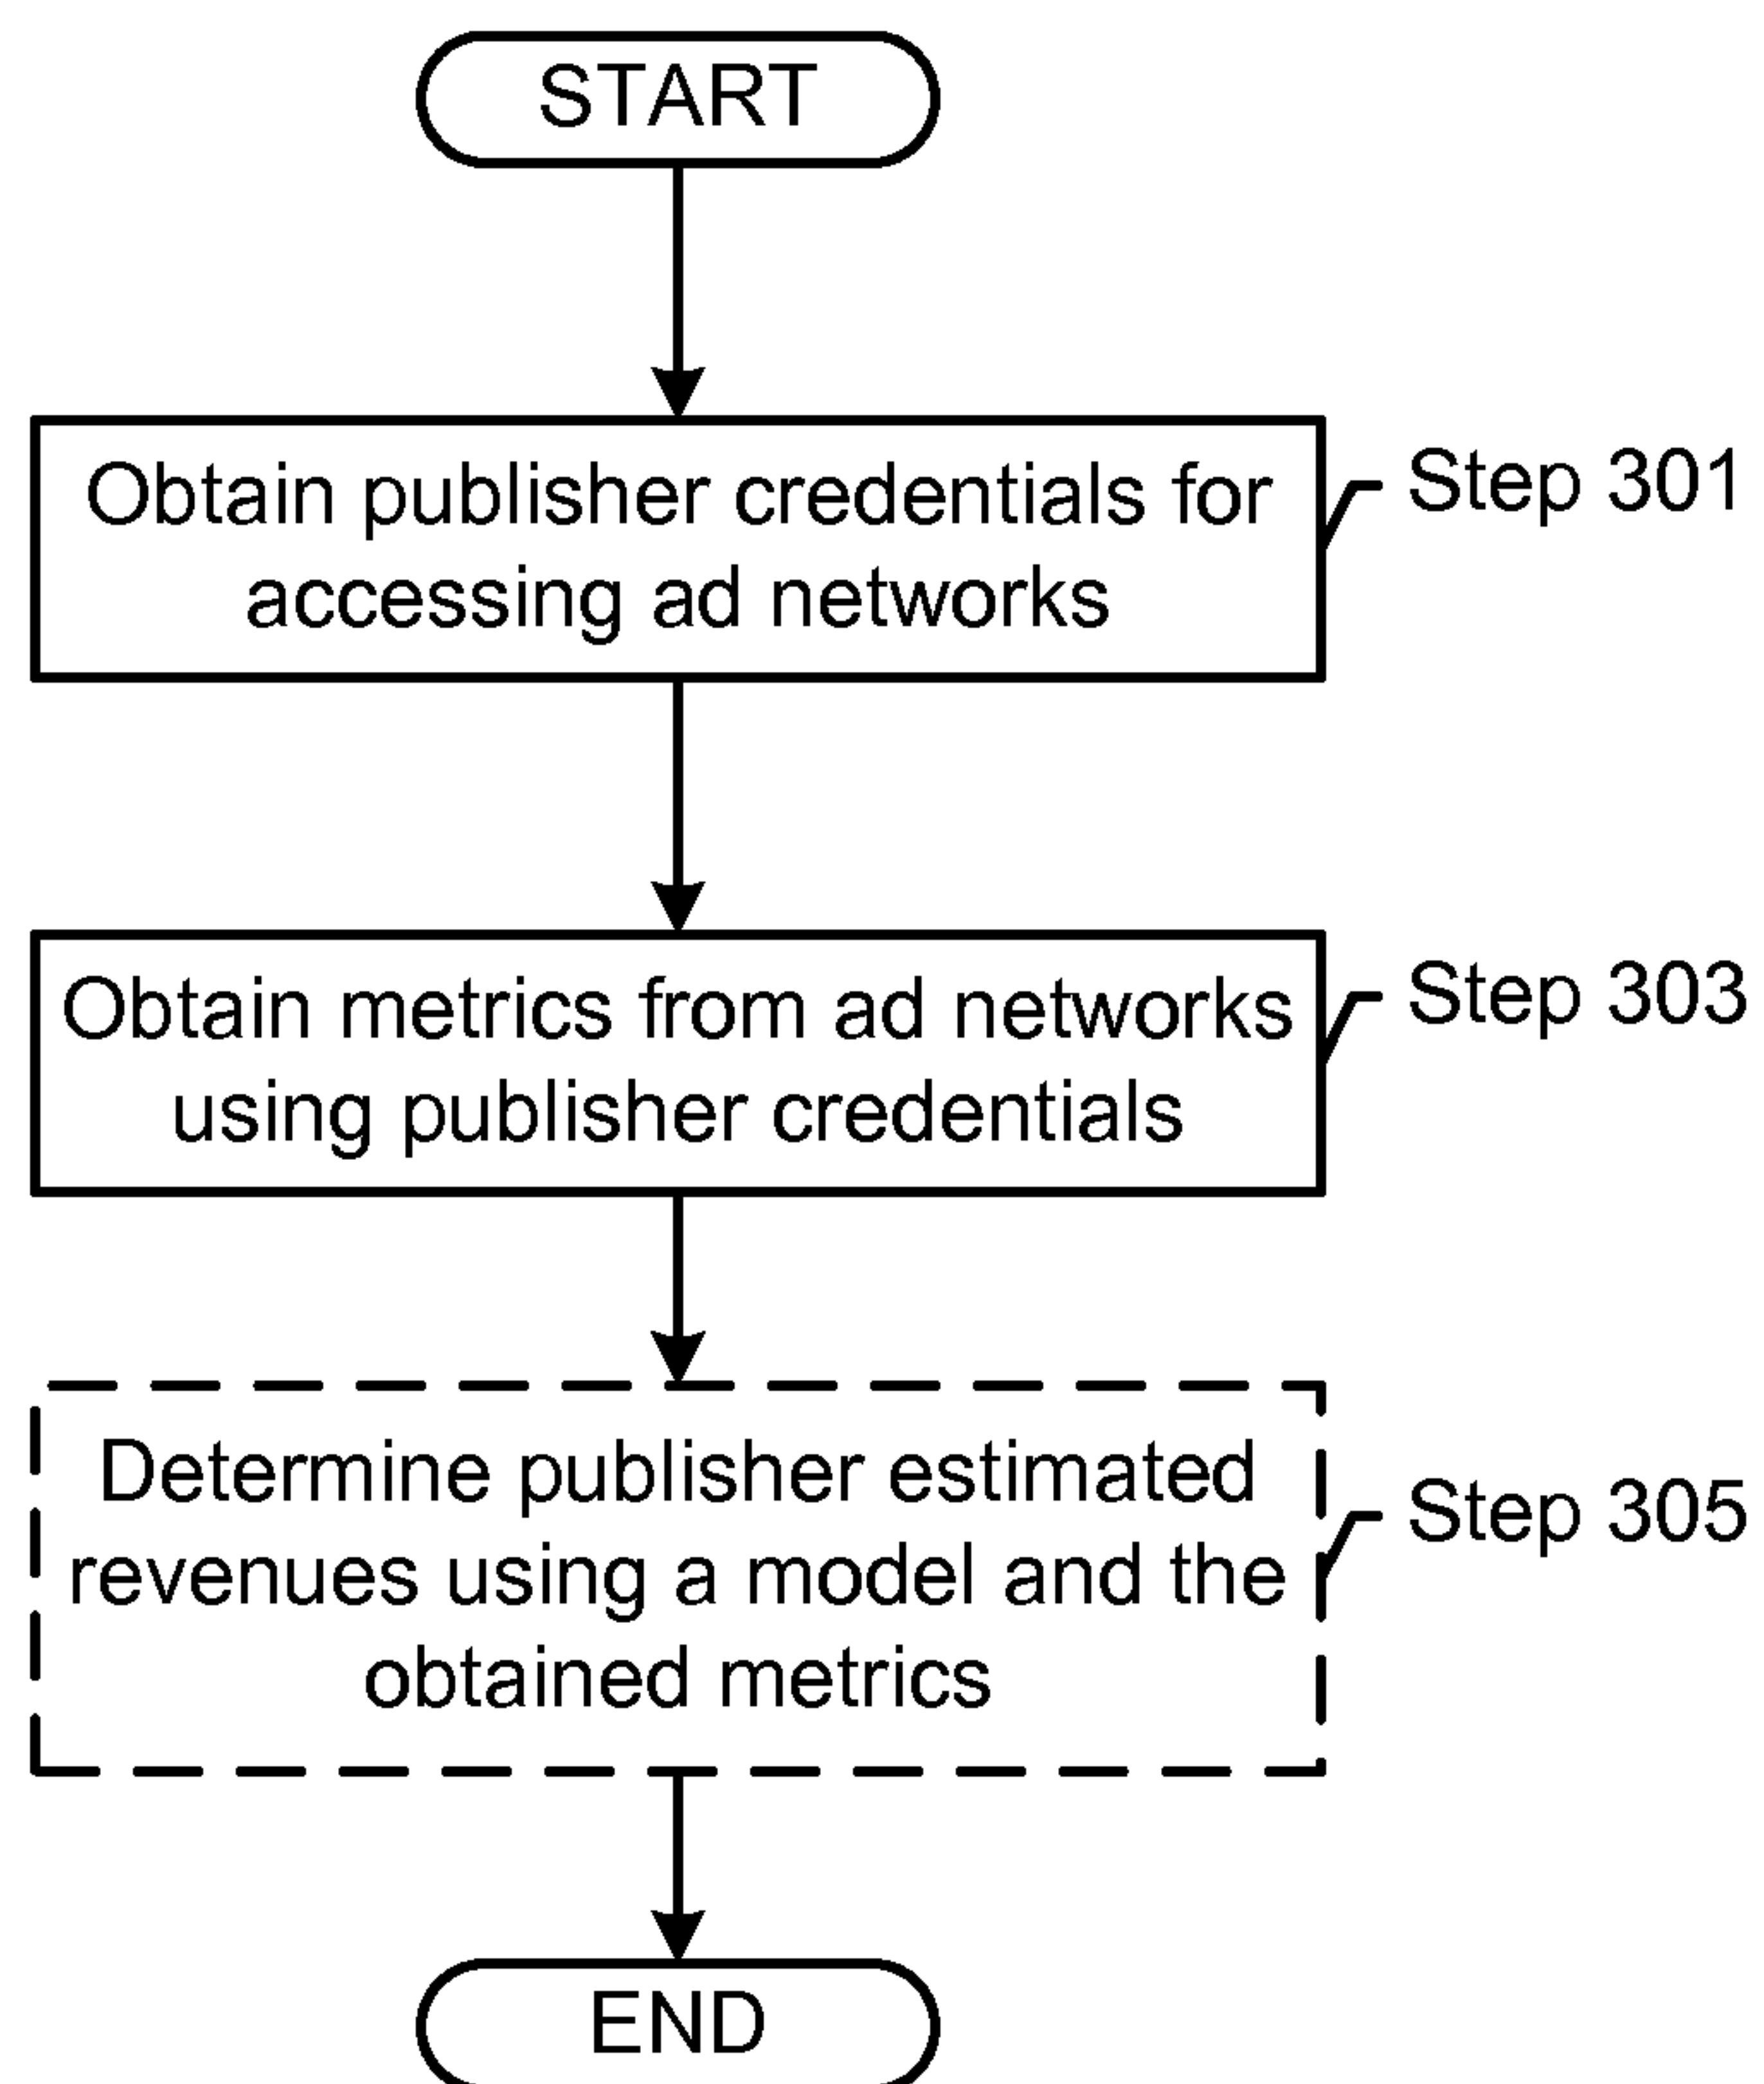 START
Obtain publisher credentials for
accessing ad networks
Step 301
Obtain metrics from ad networks
using publisher credentials
Step 303
Determine publisher estimated
revenues using a model and the
obtained metrics
Step 305
END